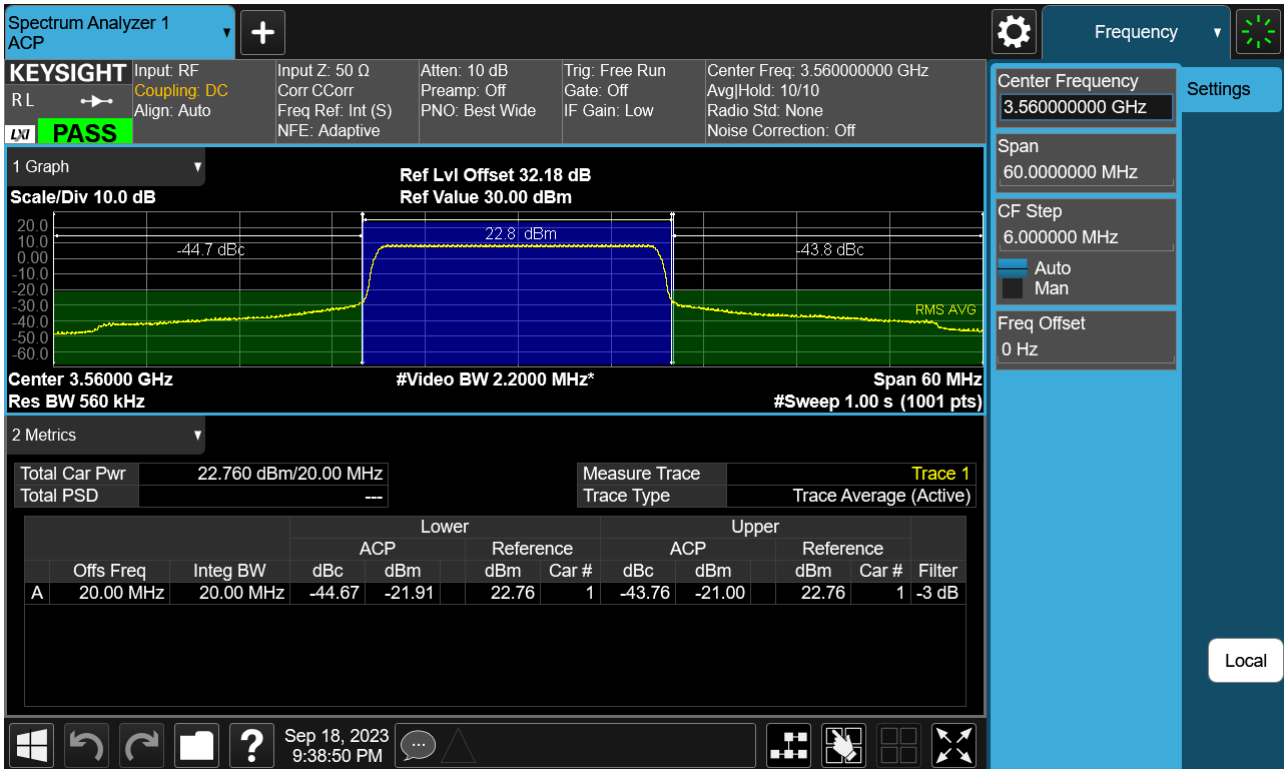 Spectrum Analyzer 1
ACP
Frequency
KEYSIGHT
R L
LXI
PASS
Input: RF
Coupling: DC
Align: Auto
Input Z: 50 Ω
Corr CCorr
Freq Ref: Int (S)
NFE: Adaptive
Atten: 10 dB
Preamp: Off
PNO: Best Wide
Trig: Free Run
Gate: Off
IF Gain: Low
Center Freq: 3.560000000 GHz
Avg|Hold: 10/10
Radio Std: None
Noise Correction: Off
Center Frequency
3.560000000 GHz
Settings
Span
60.0000000 MHz
CF Step
6.000000 MHz
Auto
Man
Freq Offset
0 Hz
Local
1 Graph
Scale/Div 10.0 dB
Ref Lvl Offset 32.18 dB
Ref Value 30.00 dBm
20.0
10.0
0.00
-10.0
-20.0
-30.0
-40.0
-50.0
-60.0
-44.7 dBc
22.8 dBm
-43.8 dBc
RMS AVG
Center 3.56000 GHz
#Video BW 2.2000 MHz*
Span 60 MHz
Res BW 560 kHz
#Sweep 1.00 s (1001 pts)
2 Metrics
Total Car Pwr 22.760 dBm/20.00 MHz
Total PSD ---
Measure Trace Trace 1
Trace Type Trace Average (Active)
Lower Upper
ACP Reference ACP Reference
Offs Freq Integ BW dBc dBm dBm Car # dBc dBm dBm Car # Filter
A 20.00 MHz 20.00 MHz -44.67 -21.91 22.76 1 -43.76 -21.00 22.76 1 -3 dB
Sep 18, 2023
9:38:50 PM